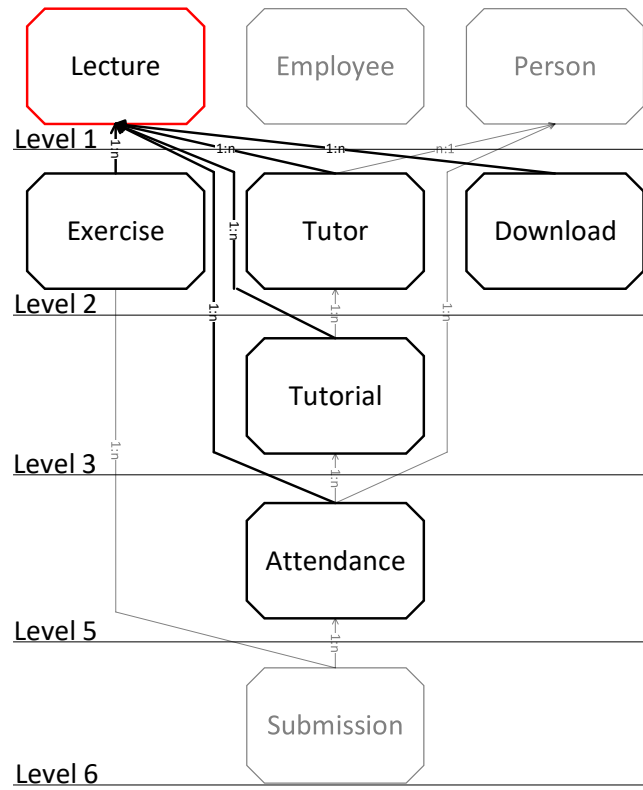 Lecture
Employee
Person
Level 1
1:n
1:n
1:n
n:1
Exercise
Tutor
Download
1:n
1:n
1:n
1:n
Level 2
Tutorial
1:n
1:n
Level 3
Attendance
1:n
Level 5
Submission
Level 6